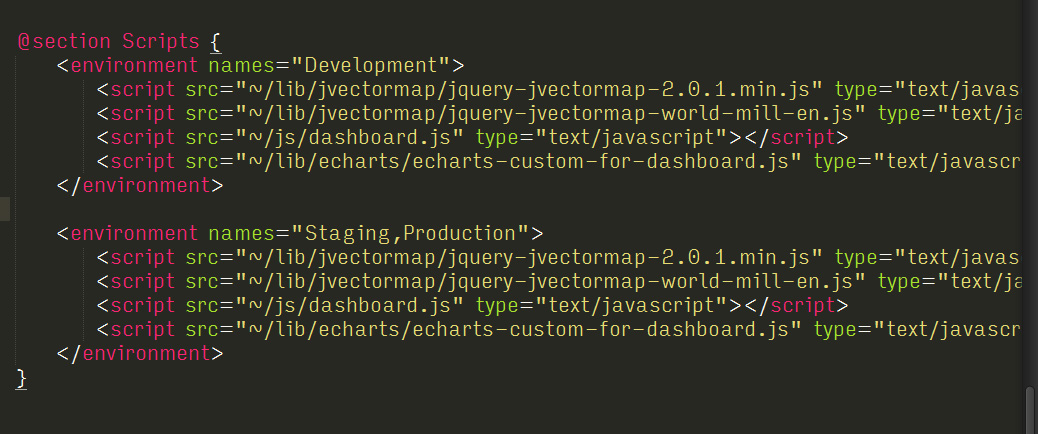 @section Scripts {
<environment names="Development">
<script src="~/lib/jvectormap/jquery-jvectormap-2.0.1.min.js" type="text/javas
<script src="~/lib/jvectormap/jquery-jvectormap-world-mill-en.js" type="text/ja
<script src="~/js/dashboard.js" type="text/javascript"></script>
<script src="~/lib/echarts/echarts-custom-for-dashboard.js" type="text/javascr
</environment>
<environment names="Staging,Production">
<script src="~/lib/jvectormap/jquery-jvectormap-2.0.1.min.js" type="text/javas
<script src="~/lib/jvectormap/jquery-jvectormap-world-mill-en.js" type="text/ja
<script src="~/js/dashboard.js" type="text/javascript"></script>
<script src="~/lib/echarts/echarts-custom-for-dashboard.js" type="text/javascr
</environment>
}